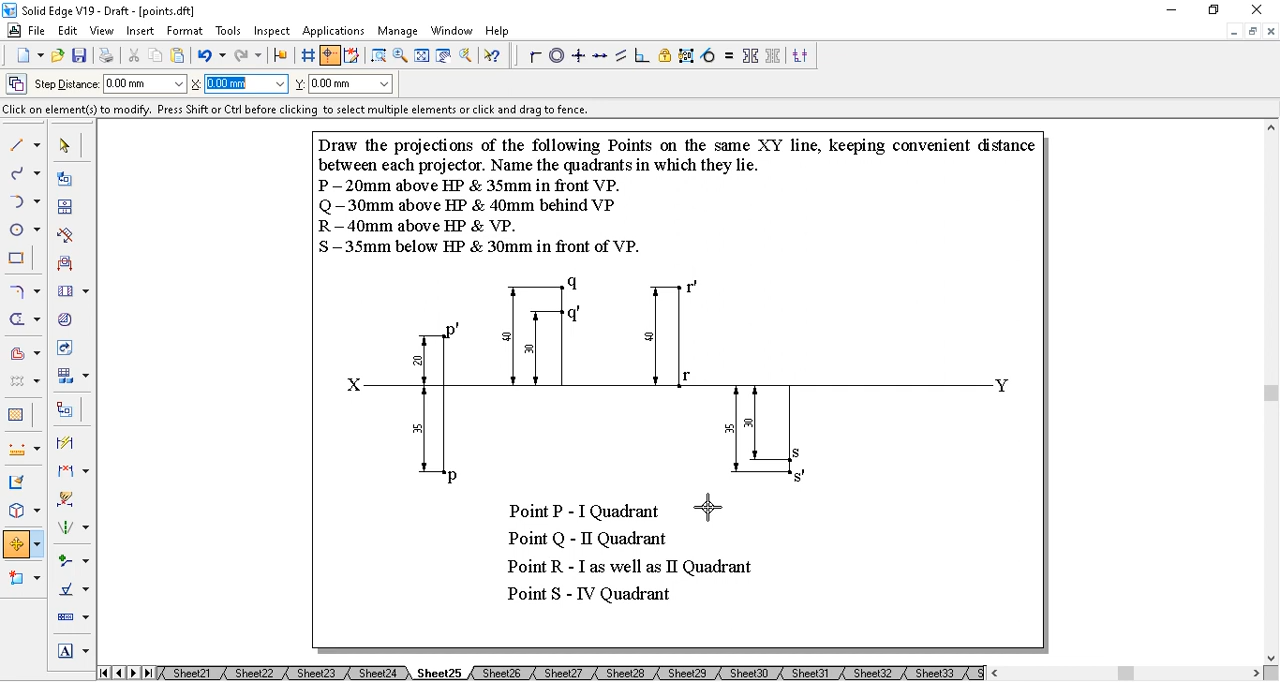 Solid Edge V19 - Draft - [points.dft]
File Edit View Insert Format Tools Inspect Applications Manage Window Help
Step Distance: 0.00 mm X: 0.00 mm Y: 0.00 mm
Click on element(s) to modify. Press Shift or Ctrl before clicking to select multiple elements or click and drag to fence.
Draw the projections of the following Points on the same XY line, keeping convenient distance
between each projector. Name the quadrants in which they lie.
P – 20mm above HP & 35mm in front VP.
Q – 30mm above HP & 40mm behind VP
R – 40mm above HP & VP.
S – 35mm below HP & 30mm in front of VP.
q
r'
q'
p'
40
30
40
20
r
X
Y
35
35
30
s
p
s'
Point P - I Quadrant
Point Q - II Quadrant
Point R - I as well as II Quadrant
Point S - IV Quadrant
A
Sheet21 Sheet22 Sheet23 Sheet24 Sheet25 Sheet26 Sheet27 Sheet28 Sheet29 Sheet30 Sheet31 Sheet32 Sheet33 S